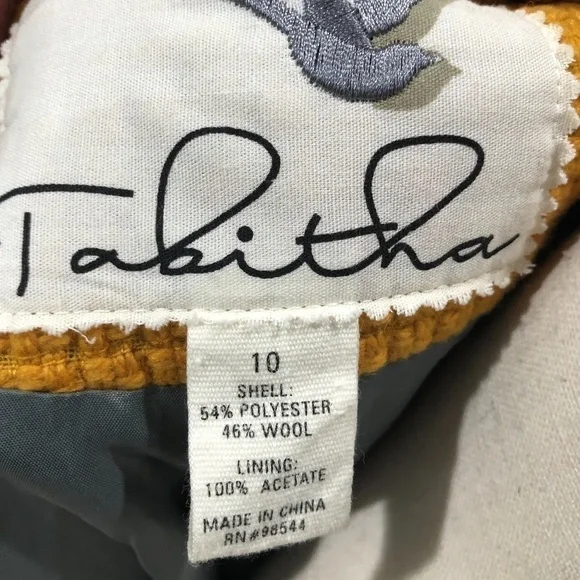 Tabitha
10
SHELL:
54% POLYESTER
46% WOOL
LINING:
100% ACETATE
MADE IN CHINA
RN#98544